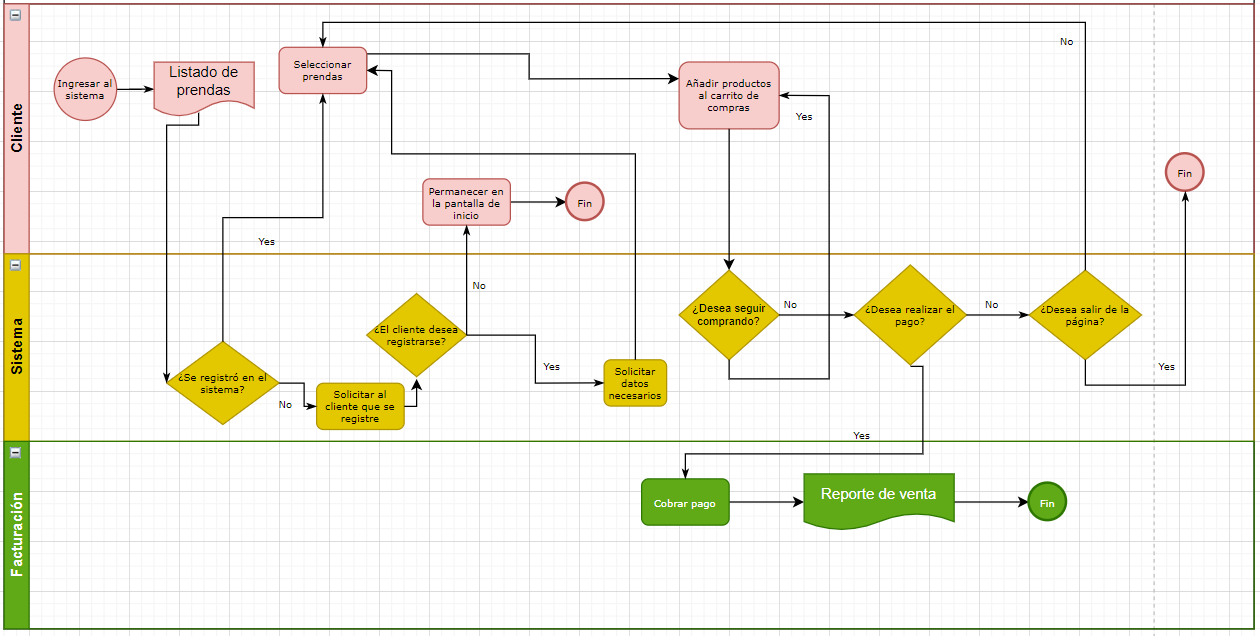 Cliente
Ingresar al
sistema
Listado de
prendas
Seleccionar
prendas
Añadir productos
al carrito de
compras
No
Yes
Permanecer en
la pantalla de
inicio
Fin
Fin
Yes
Sistema
No
¿Se registró en el
sistema?
No
Solicitar al
cliente que se
registre
¿El cliente desea
registrarse?
Yes
Solicitar
datos
necesarios
¿Desea seguir
comprando?
No
¿Desea realizar el
pago?
No
¿Desea salir de la
página?
Yes
Yes
Facturación
Cobrar pago
Reporte de venta
Fin